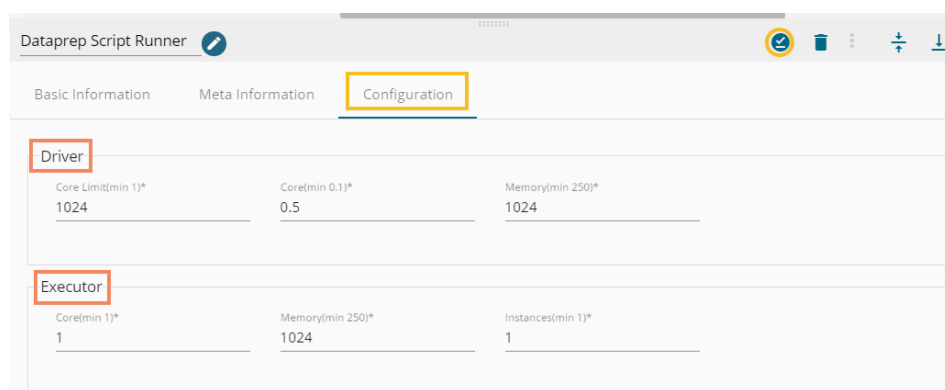 Dataprep Script Runner
Basic Information Meta Information Configuration
Driver
Core Limit(min 1)* Core(min 0.1)* Memory(min 250)*
1024 0.5 1024
Executor
Core(min 1)* Memory(min 250)* Instances(min 1)*
1 1024 1